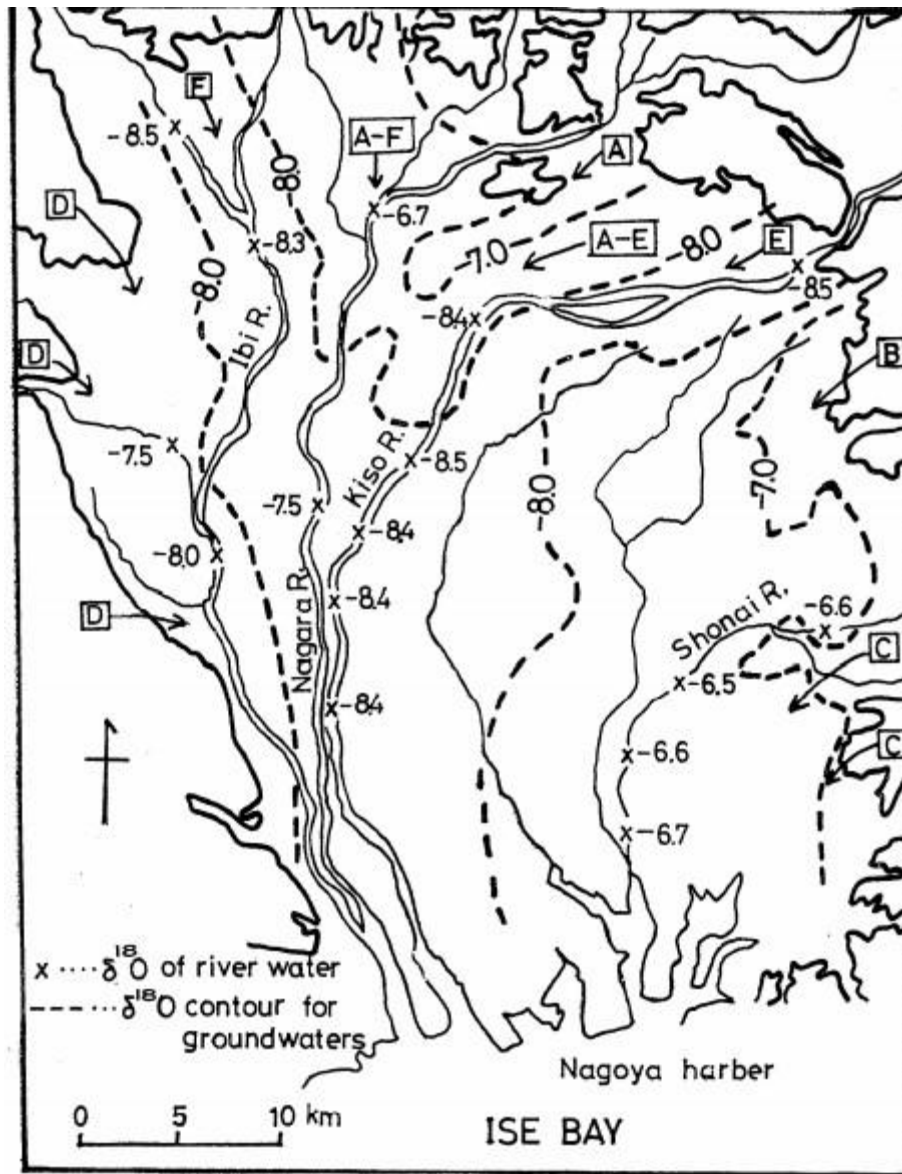 F
-8.5
A-F
-8.0
A
D
-6.7
-8.3
A-E
-7.0
-8.0
E
-8.0
-8.5
-8.4
Ibi R.
D
B
-7.5
Kiso R.
-8.5
-7.0
-8.0
-7.5
-8.4
-8.0
-8.4
D
Nagara R.
Shonai R.
-6.6
C
-6.5
-8.4
-6.6
C
-6.7
x ···· δ¹⁸O of river water
---··· δ¹⁸O contour for
groundwaters
Nagoya harber
0 5 10 km
ISE BAY